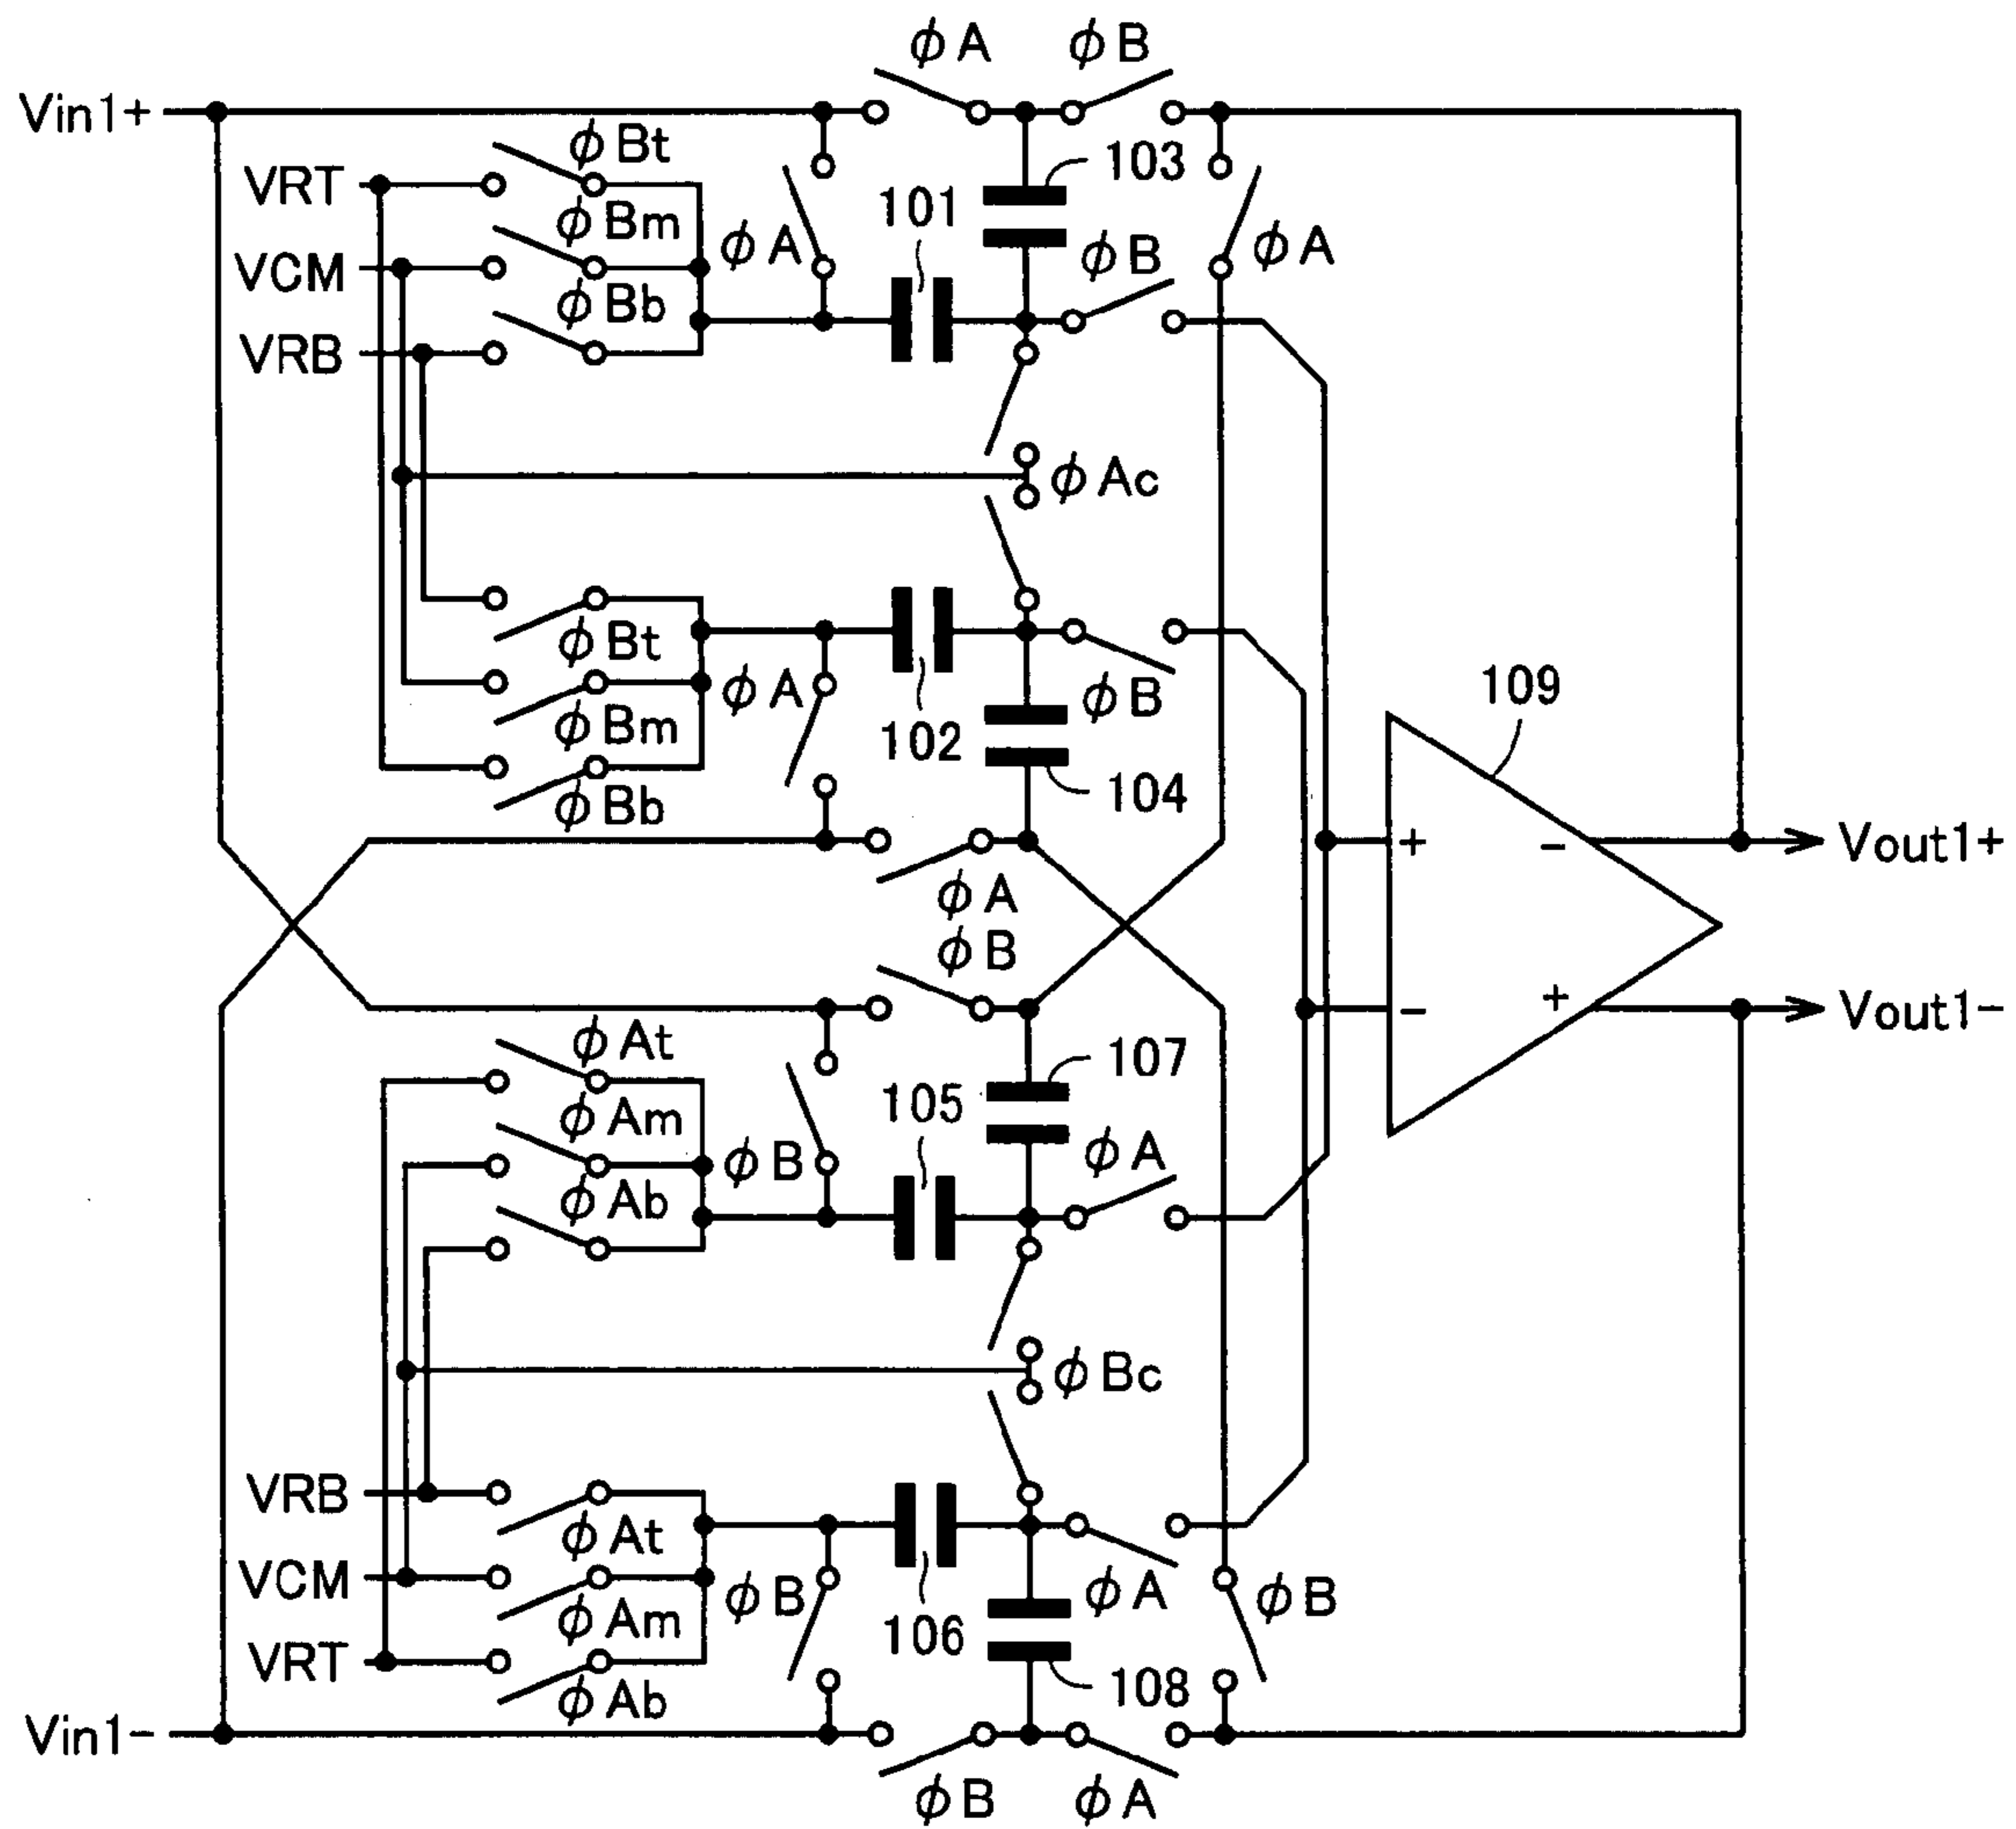 φA φB
Vin1+
φBt
103
VRT
101
φBm
φA φB φA
VCM
φBb
VRB
φAc
φBt
φA φB
109
φBm
102
104
φBb
+ - Vout1+
φA
φB
- + Vout1-
φAt
107
105
φAm
φB φA
φAb
φBc
VRB
φAt
VCM
φB φA φB
φAm
106
VRT
108
φAb
Vin1-
φB φA